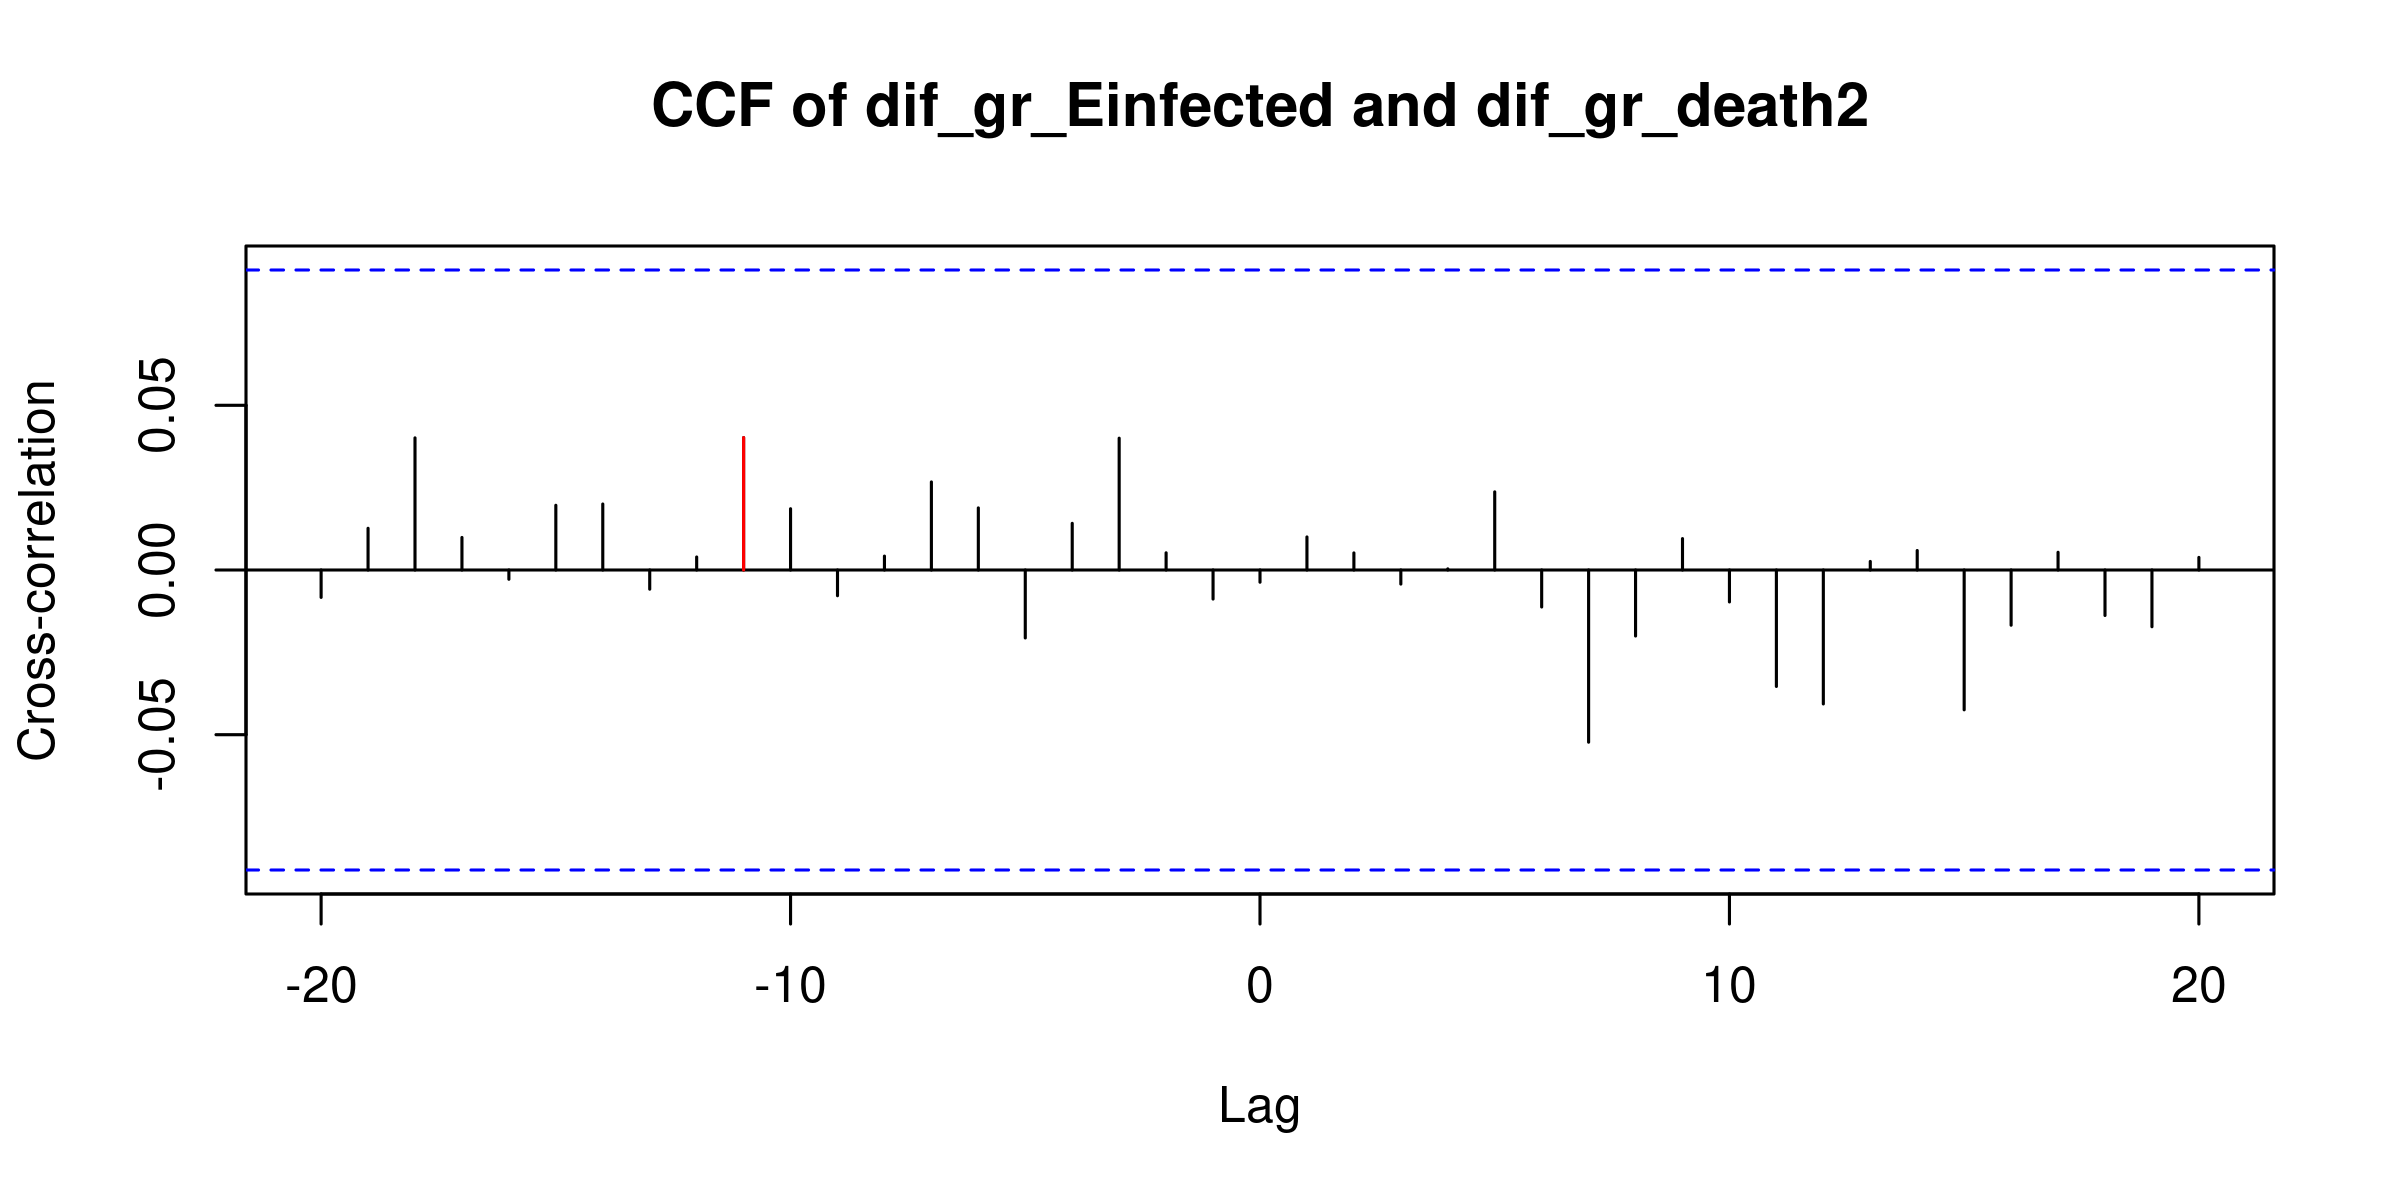 CCF of dif_gr_Einfected and dif_gr_death2
Cross-correlation
0.05
0.00
-0.05
-20 -10 0 10 20
Lag